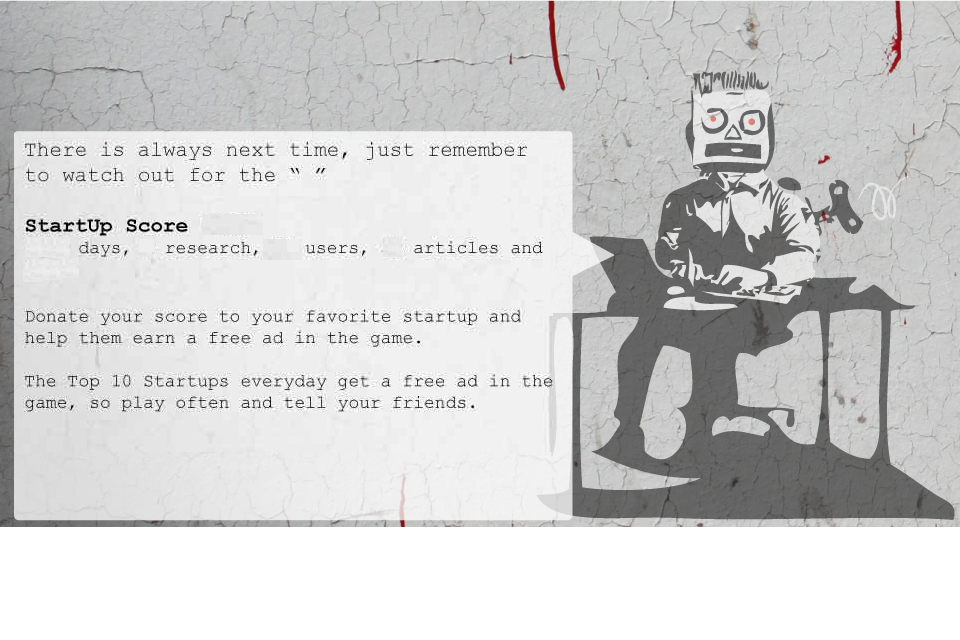 There is always next time, just remember
to watch out for the “ ”
StartUp Score
days, research, users, articles and
Donate your score to your favorite startup and
help them earn a free ad in the game.
The Top 10 Startups everyday get a free ad in the
game, so play often and tell your friends.